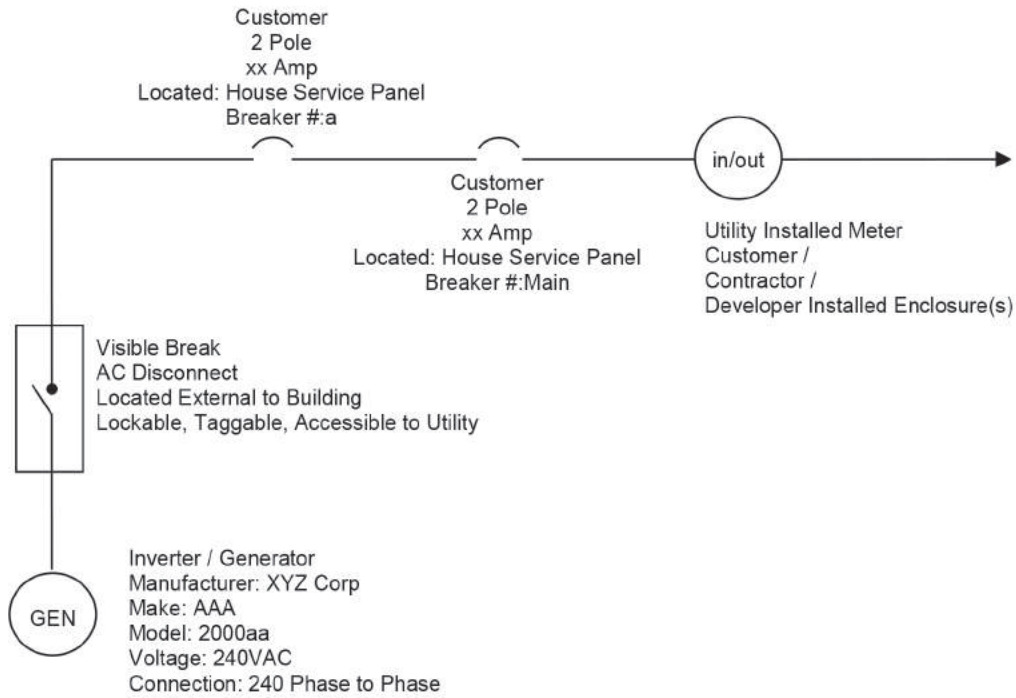 Customer
2 Pole
xx Amp
Located: House Service Panel
Breaker #:a
in/out
Customer
2 Pole
xx Amp
Located: House Service Panel
Breaker #:Main
Utility Installed Meter
Customer /
Contractor /
Developer Installed Enclosure(s)
Visible Break
AC Disconnect
Located External to Building
Lockable, Taggable, Accessible to Utility
GEN
Inverter / Generator
Manufacturer: XYZ Corp
Make: AAA
Model: 2000aa
Voltage: 240VAC
Connection: 240 Phase to Phase